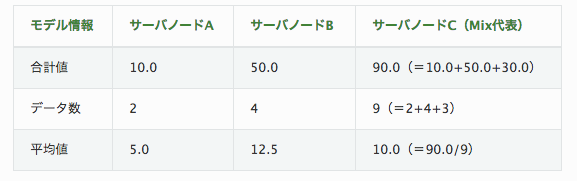 モデル情報 サーバノードA サーバノードB サーバノードC（Mix代表）
合計値 10.0 50.0 90.0（＝10.0+50.0+30.0）
データ数 2 4 9（＝2+4+3）
平均値 5.0 12.5 10.0（＝90.0/9）